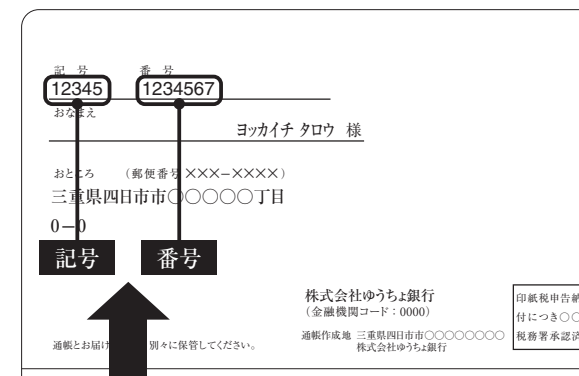 記号 番号
12345 1234567
おなまえ
ヨッカイチ タロウ 様
おところ (郵便番号 ×××-××××)
三重県四日市市○○○○○丁目
0-0
記号 番号
株式会社ゆうちょ銀行
(金融機関コード:0000)
通帳作成地 三重県四日市市○○○○○○○○
株式会社ゆうちょ銀行
印紙税申告納
付につき○○
税務署承認済
通帳とお届け 別々に保管してください。